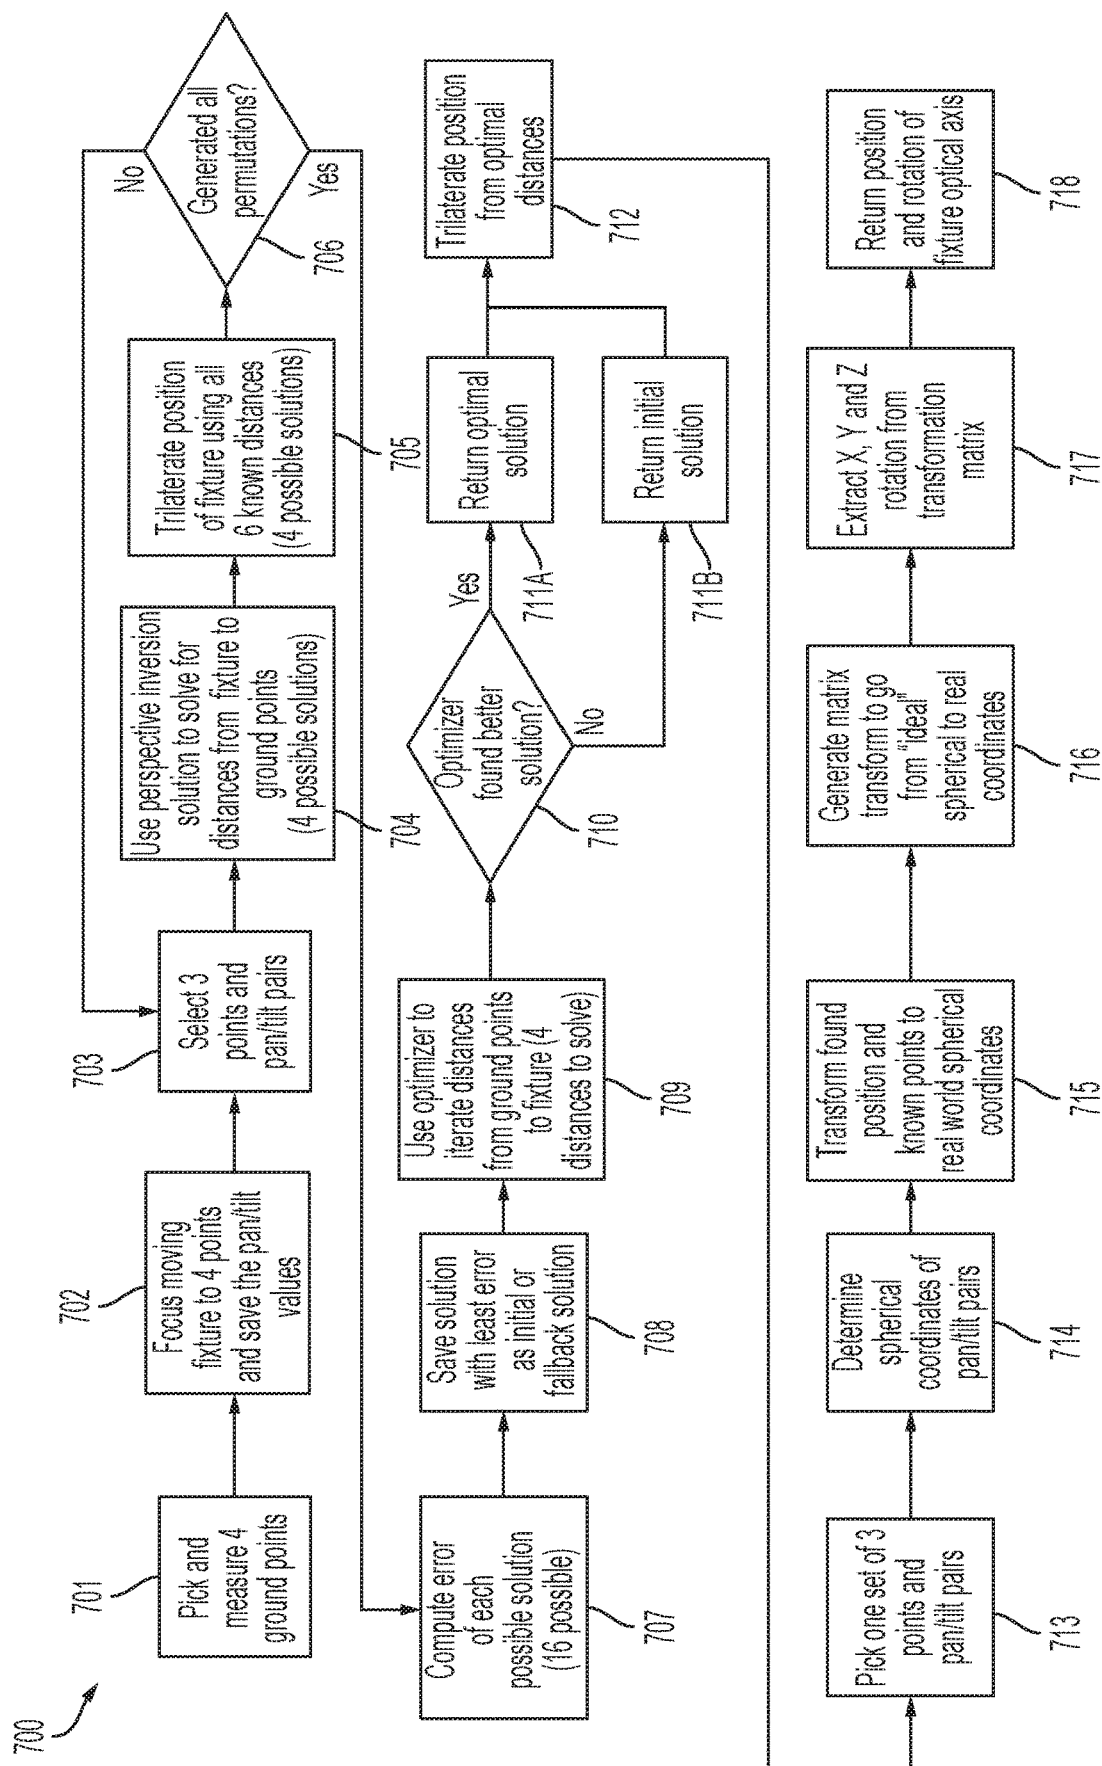 700
701
Pick and
measure 4
ground points
702
Focus moving
fixture to 4 points
and save the pan/tilt
values
703
Select 3
points and
pan/tilt pairs
Use perspective inversion
solution to solve for
distances from fixture to
ground points
(4 possible solutions)
704
Trilaterate position
of fixture using all
6 known distances
(4 possible solutions)
705
Generated all
permutations?
706
No
Yes
Compute error
of each
possible solution
(16 possible)
707
Save solution
with least error
as initial or
fallback solution
708
Use optimizer to
iterate distances
from ground points
to fixture (4
distances to solve)
709
Optimizer
found better
solution?
710
Yes
No
Return optimal
solution
711A
Return initial
solution
711B
Trilaterate position
from optimal
distances
712
Pick one set of 3
points and
pan/tilt pairs
713
Determine
spherical
coordinates of
pan/tilt pairs
714
Transform found
position and
known points to
real world spherical
coordinates
715
Generate matrix
transform to go
from “ideal”
spherical to real
coordinates
716
Extract X, Y and Z
rotation from
transformation
matrix
717
Return position
and rotation of
fixture optical axis
718